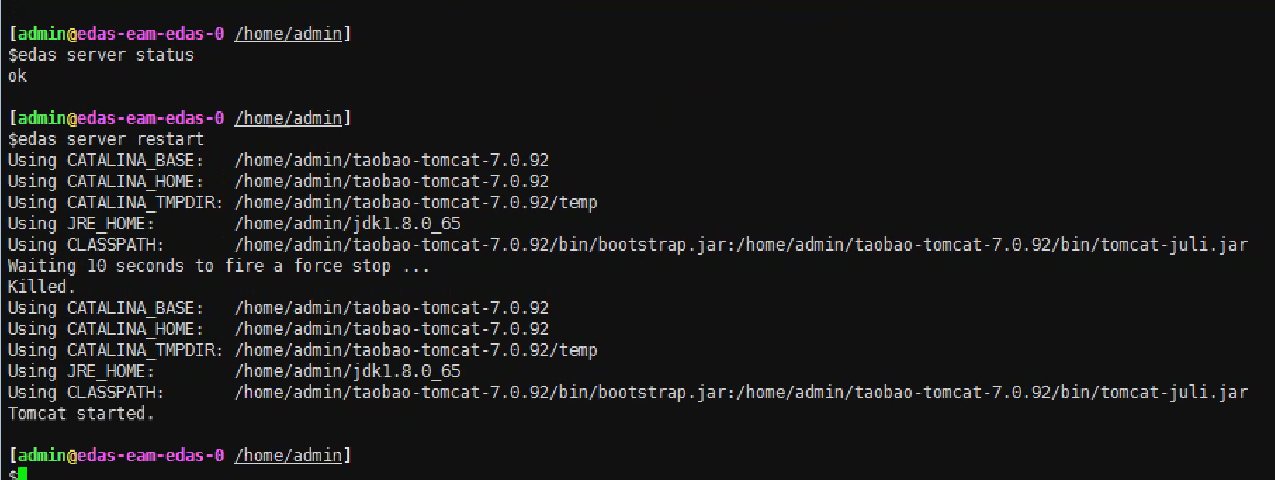 [admin@edas-eam-edas-0 /home/admin]
$edas server status
ok
[admin@edas-eam-edas-0 /home/admin]
$edas server restart
Using CATALINA_BASE:   /home/admin/taobao-tomcat-7.0.92
Using CATALINA_HOME:   /home/admin/taobao-tomcat-7.0.92
Using CATALINA_TMPDIR: /home/admin/taobao-tomcat-7.0.92/temp
Using JRE_HOME:        /home/admin/jdk1.8.0_65
Using CLASSPATH:       /home/admin/taobao-tomcat-7.0.92/bin/bootstrap.jar:/home/admin/taobao-tomcat-7.0.92/bin/tomcat-juli.jar
Waiting 10 seconds to fire a force stop ...
Killed.
Using CATALINA_BASE:   /home/admin/taobao-tomcat-7.0.92
Using CATALINA_HOME:   /home/admin/taobao-tomcat-7.0.92
Using CATALINA_TMPDIR: /home/admin/taobao-tomcat-7.0.92/temp
Using JRE_HOME:        /home/admin/jdk1.8.0_65
Using CLASSPATH:       /home/admin/taobao-tomcat-7.0.92/bin/bootstrap.jar:/home/admin/taobao-tomcat-7.0.92/bin/tomcat-juli.jar
Tomcat started.
[admin@edas-eam-edas-0 /home/admin]
$